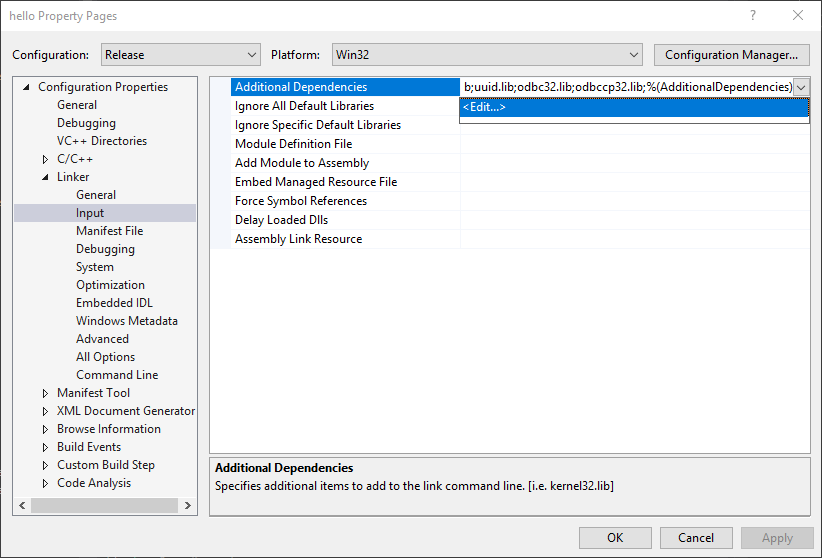 hello Property Pages
Configuration: Release Platform: Win32 Configuration Manager...
Configuration Properties
General
Debugging
VC++ Directories
C/C++
Linker
General
Input
Manifest File
Debugging
System
Optimization
Embedded IDL
Windows Metadata
Advanced
All Options
Command Line
Manifest Tool
XML Document Generator
Browse Information
Build Events
Custom Build Step
Code Analysis
Additional Dependencies b;uuid.lib;odbc32.lib;odbccp32.lib;%(AdditionalDependencies)
<Edit...>
Ignore All Default Libraries
Ignore Specific Default Libraries
Module Definition File
Add Module to Assembly
Embed Managed Resource File
Force Symbol References
Delay Loaded Dlls
Assembly Link Resource
Additional Dependencies
Specifies additional items to add to the link command line. [i.e. kernel32.lib]
OK Cancel Apply